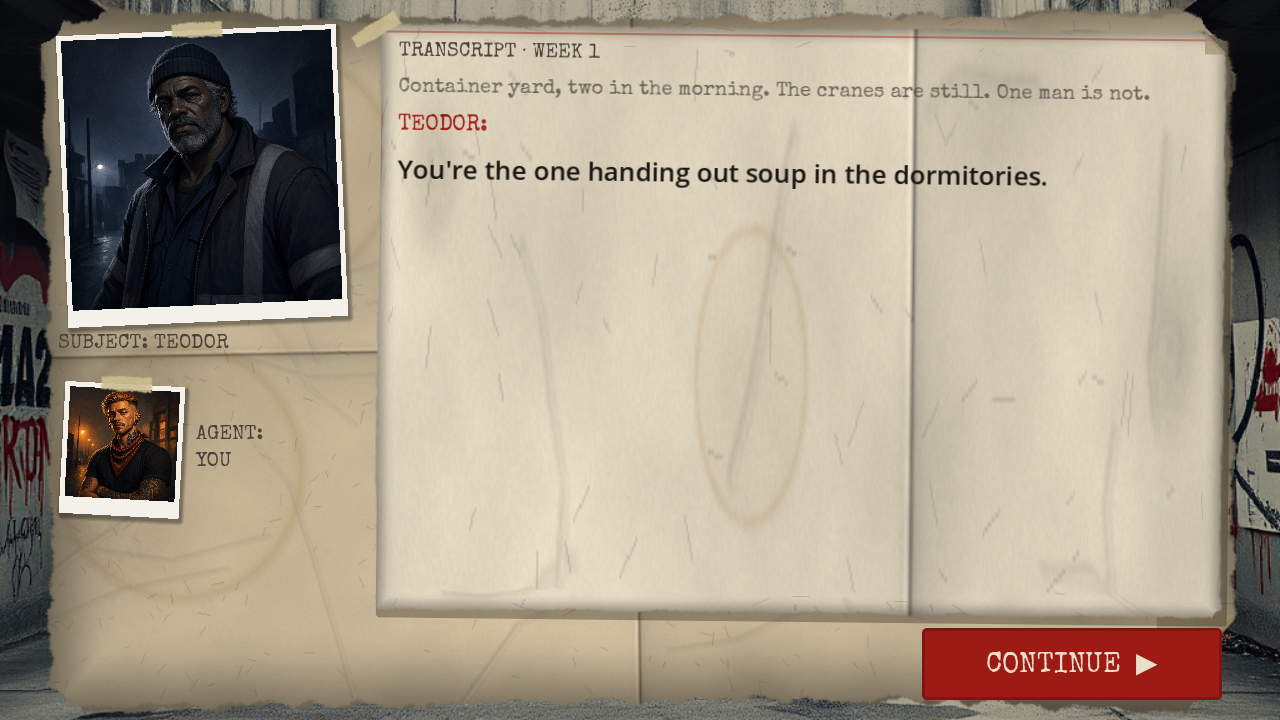 TRANSCRIPT · WEEK 1
Container yard, two in the morning. The cranes are still. One man is not.
TEODOR:
You're the one handing out soup in the dormitories.
SUBJECT: TEODOR
AGENT:
YOU
CONTINUE ▶